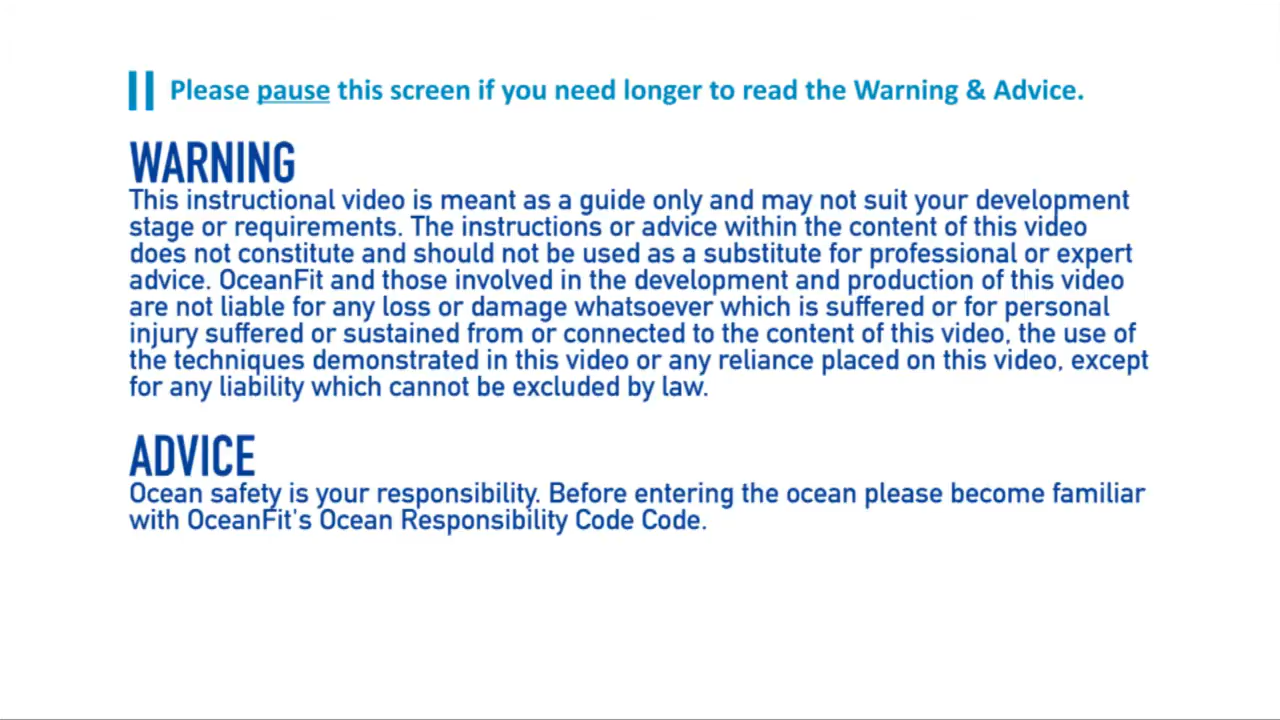 Please pause this screen if you need longer to read the Warning & Advice.
WARNING
This instructional video is meant as a guide only and may not suit your development
stage or requirements. The instructions or advice within the content of this video
does not constitute and should not be used as a substitute for professional or expert
advice. OceanFit and those involved in the development and production of this video
are not liable for any loss or damage whatsoever which is suffered or for personal
injury suffered or sustained from or connected to the content of this video, the use of
the techniques demonstrated in this video or any reliance placed on this video, except
for any liability which cannot be excluded by law.
ADVICE
Ocean safety is your responsibility. Before entering the ocean please become familiar
with OceanFit's Ocean Responsibility Code Code.